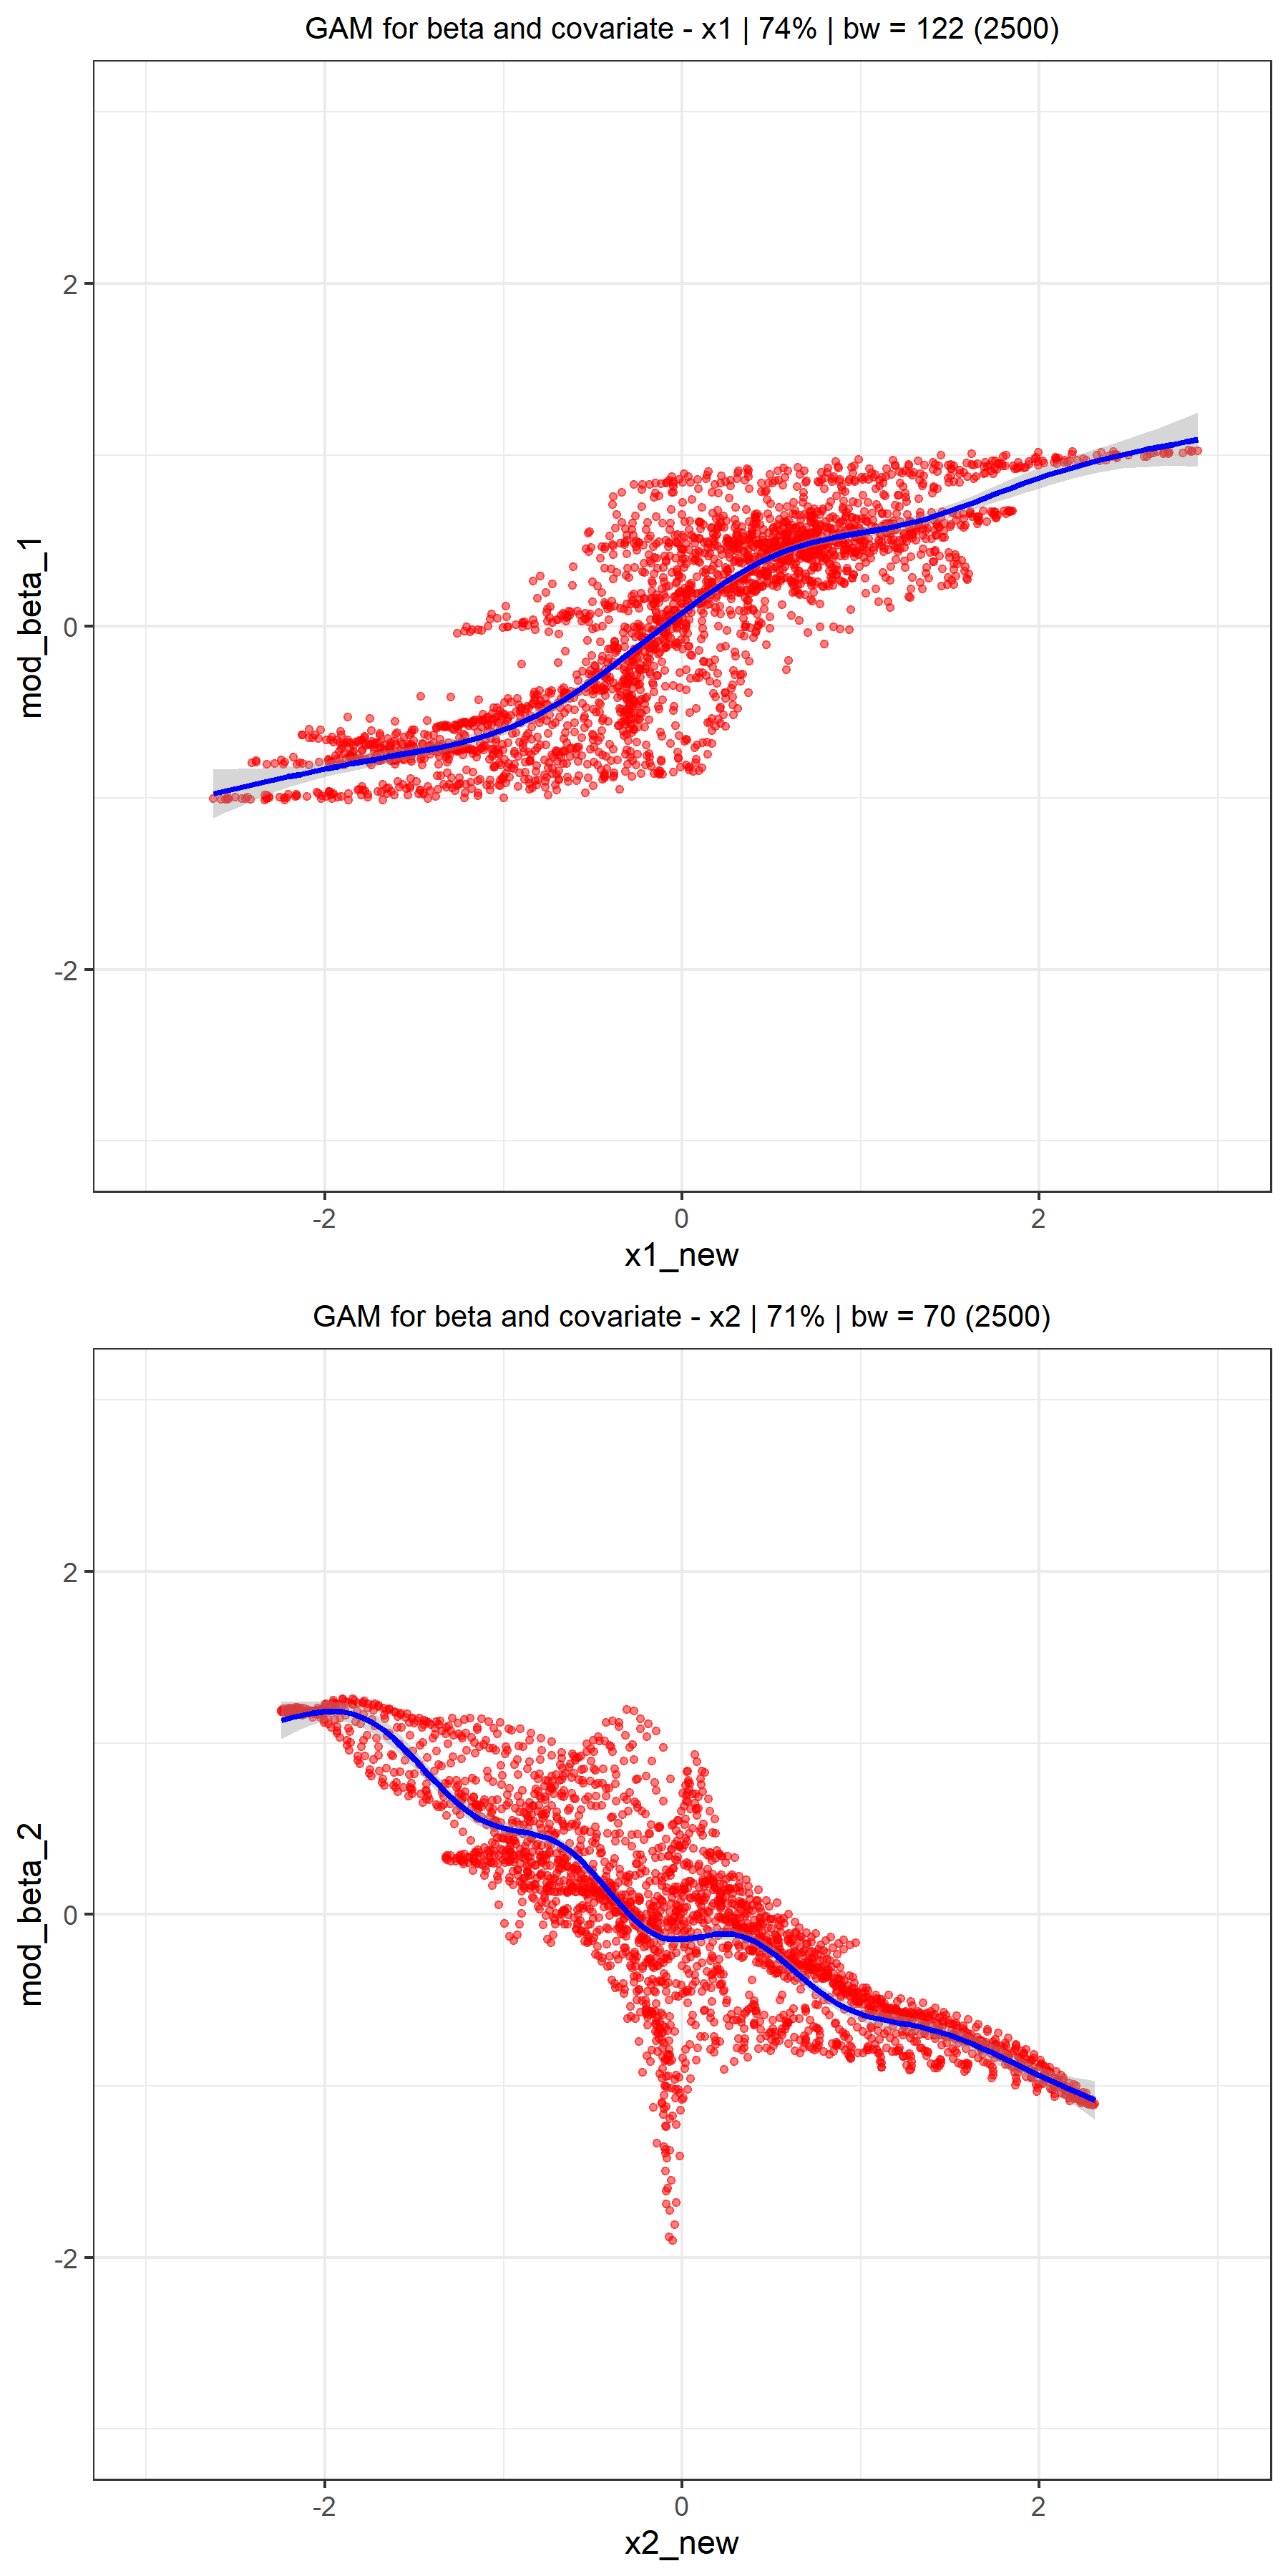 GAM for beta and covariate - x1 | 74% | bw = 122 (2500)
mod_beta_1
2
0
-2
-2 0 2
x1_new
GAM for beta and covariate - x2 | 71% | bw = 70 (2500)
mod_beta_2
2
0
-2
-2 0 2
x2_new